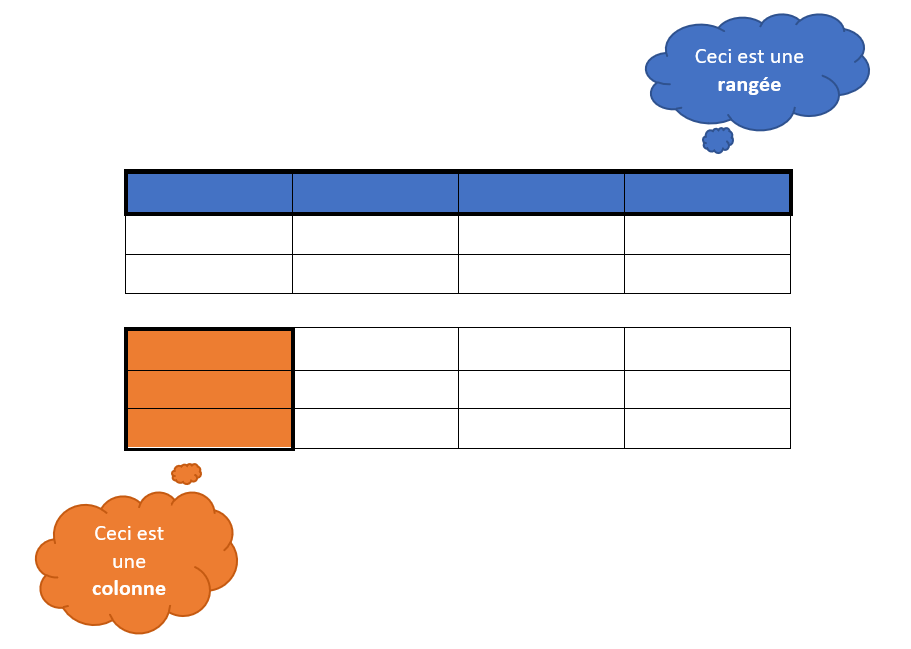 Ceci est une
rangée
Ceci est
une
colonne